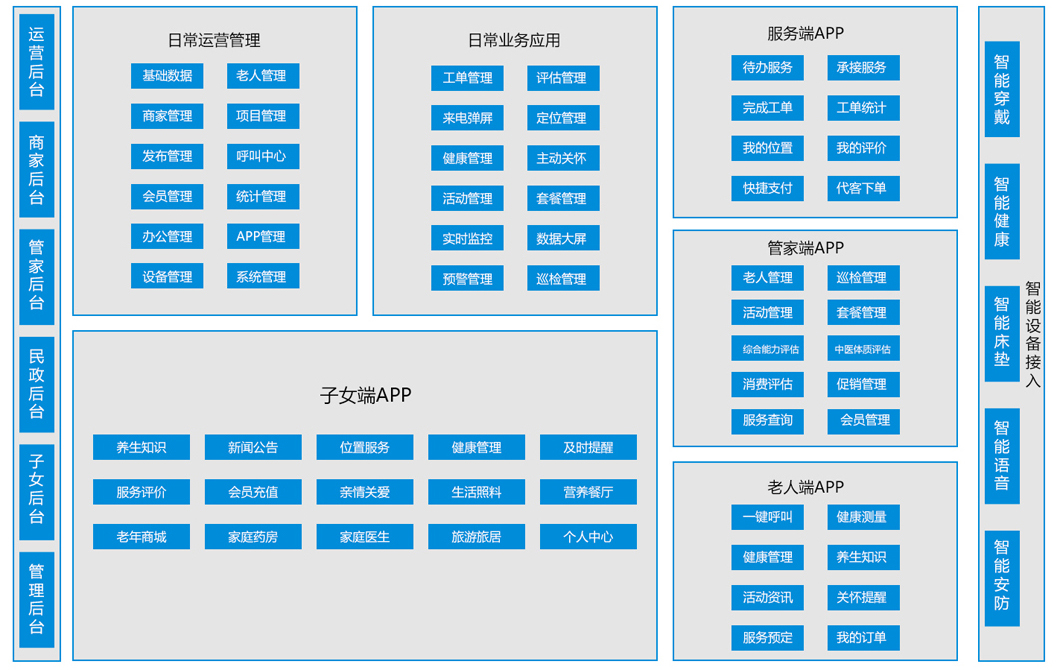 运营后台
商家后台
管家后台
民政后台
子女后台
管理后台
日常运营管理
基础数据 老人管理
商家管理 项目管理
发布管理 呼叫中心
会员管理 统计管理
办公管理 APP管理
设备管理 系统管理
日常业务应用
工单管理 评估管理
来电弹屏 定位管理
健康管理 主动关怀
活动管理 套餐管理
实时监控 数据大屏
预警管理 巡检管理
子女端APP
养生知识 新闻公告 位置服务 健康管理 及时提醒
服务评价 会员充值 亲情关爱 生活照料 营养餐厅
老年商城 家庭药房 家庭医生 旅游旅居 个人中心
服务端APP
待办服务 承接服务
完成工单 工单统计
我的位置 我的评价
快捷支付 代客下单
管家端APP
老人管理 巡检管理
活动管理 套餐管理
综合能力评估 中医体质评估
消费评估 促销管理
服务查询 会员管理
老人端APP
一键呼叫 健康测量
健康管理 养生知识
活动资讯 关怀提醒
服务预定 我的订单
智能穿戴
智能健康
智能床垫
智能语音
智能安防
智能设备接入